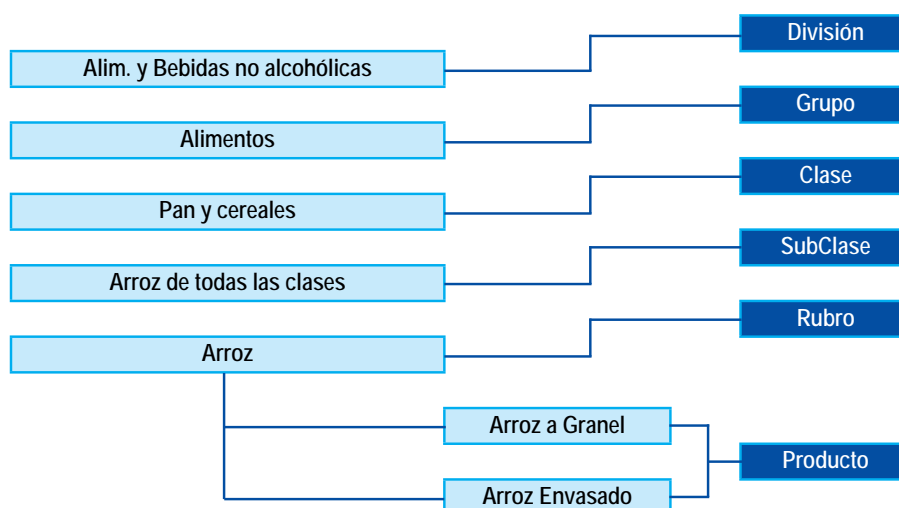 División
Alim. y Bebidas no alcohólicas
Grupo
Alimentos
Clase
Pan y cereales
SubClase
Arroz de todas las clases
Rubro
Arroz
Arroz a Granel
Producto
Arroz Envasado